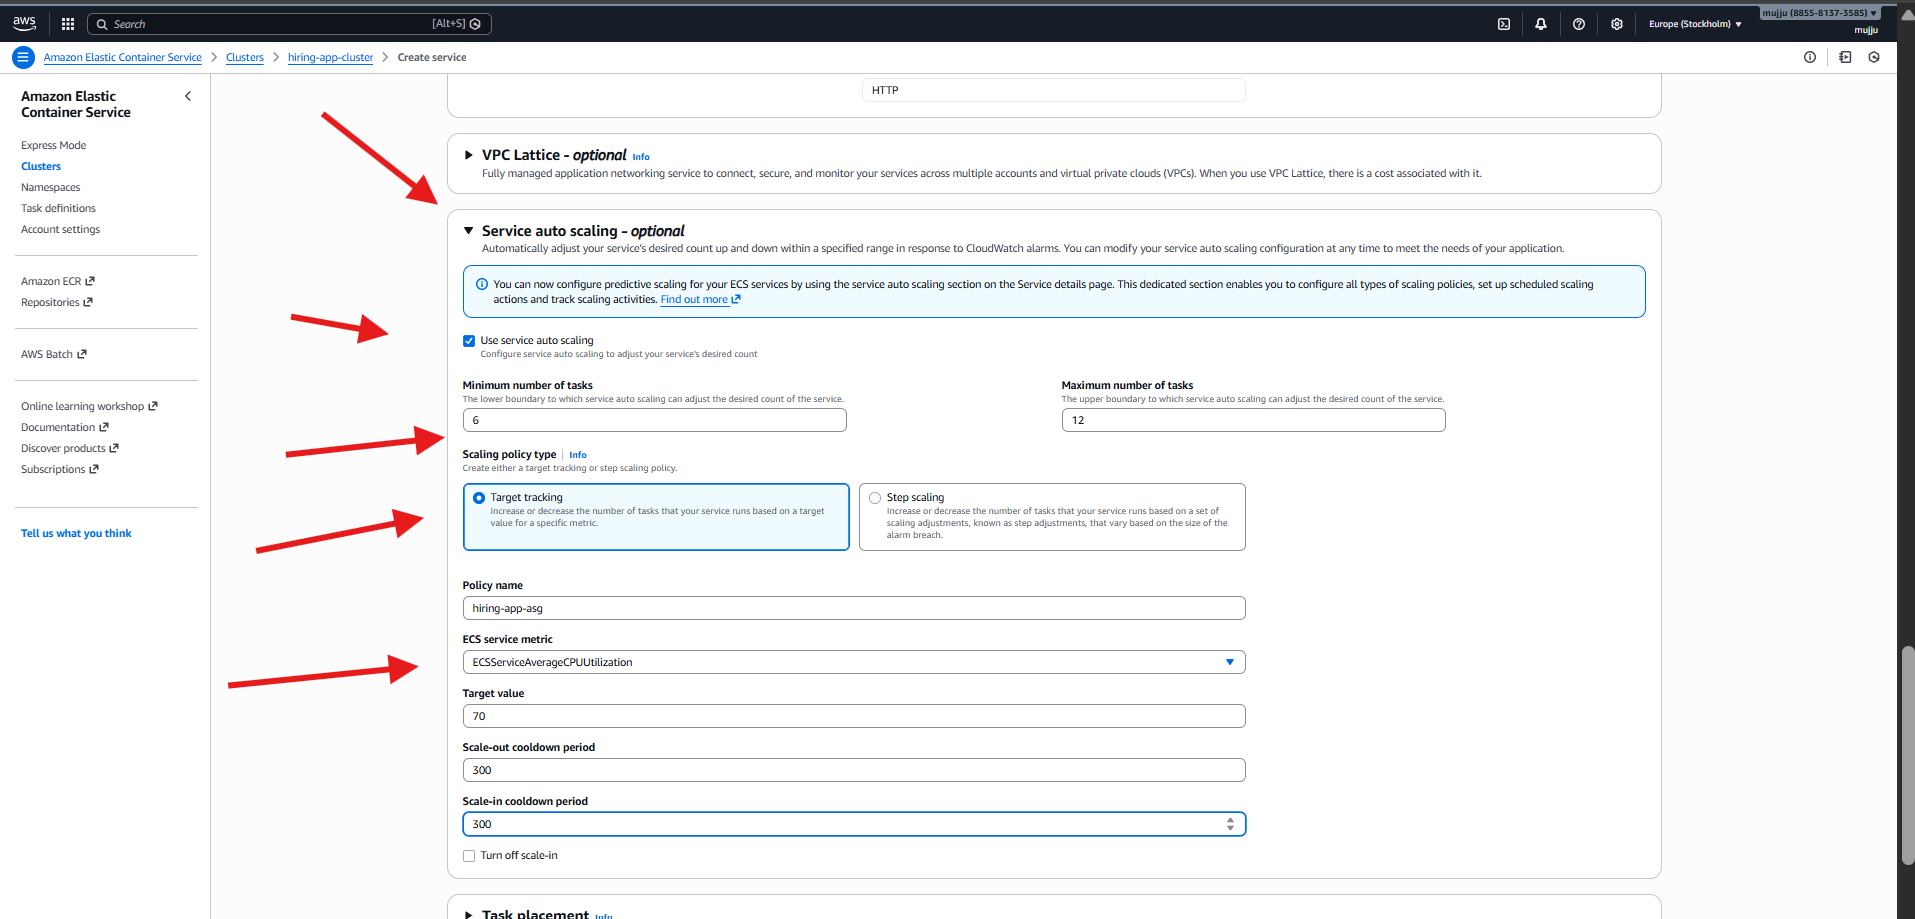 aws
Search
[Alt+S]
Europe (Stockholm) ▼
mujju (8855-8137-3585) ▼
mujju
Amazon Elastic Container Service > Clusters > hiring-app-cluster > Create service
Amazon Elastic
Container Service
Express Mode
Clusters
Namespaces
Task definitions
Account settings
Amazon ECR
Repositories
AWS Batch
Online learning workshop
Documentation
Discover products
Subscriptions
Tell us what you think
HTTP
VPC Lattice - optional Info
Fully managed application networking service to connect, secure, and monitor your services across multiple accounts and virtual private clouds (VPCs). When you use VPC Lattice, there is a cost associated with it.
Service auto scaling - optional
Automatically adjust your service's desired count up and down within a specified range in response to CloudWatch alarms. You can modify your service auto scaling configuration at any time to meet the needs of your application.
You can now configure predictive scaling for your ECS services by using the service auto scaling section on the Service details page. This dedicated section enables you to configure all types of scaling policies, set up scheduled scaling
actions and track scaling activities. Find out more
Use service auto scaling
Configure service auto scaling to adjust your service's desired count
Minimum number of tasks
The lower boundary to which service auto scaling can adjust the desired count of the service.
6
Maximum number of tasks
The upper boundary to which service auto scaling can adjust the desired count of the service.
12
Scaling policy type Info
Create either a target tracking or step scaling policy.
Target tracking
Increase or decrease the number of tasks that your service runs based on a target
value for a specific metric.
Step scaling
Increase or decrease the number of tasks that your service runs based on a set of
scaling adjustments, known as step adjustments, that vary based on the size of the
alarm breach.
Policy name
hiring-app-asg
ECS service metric
ECSServiceAverageCPUUtilization
Target value
70
Scale-out cooldown period
300
Scale-in cooldown period
300
Turn off scale-in
Task placement Info